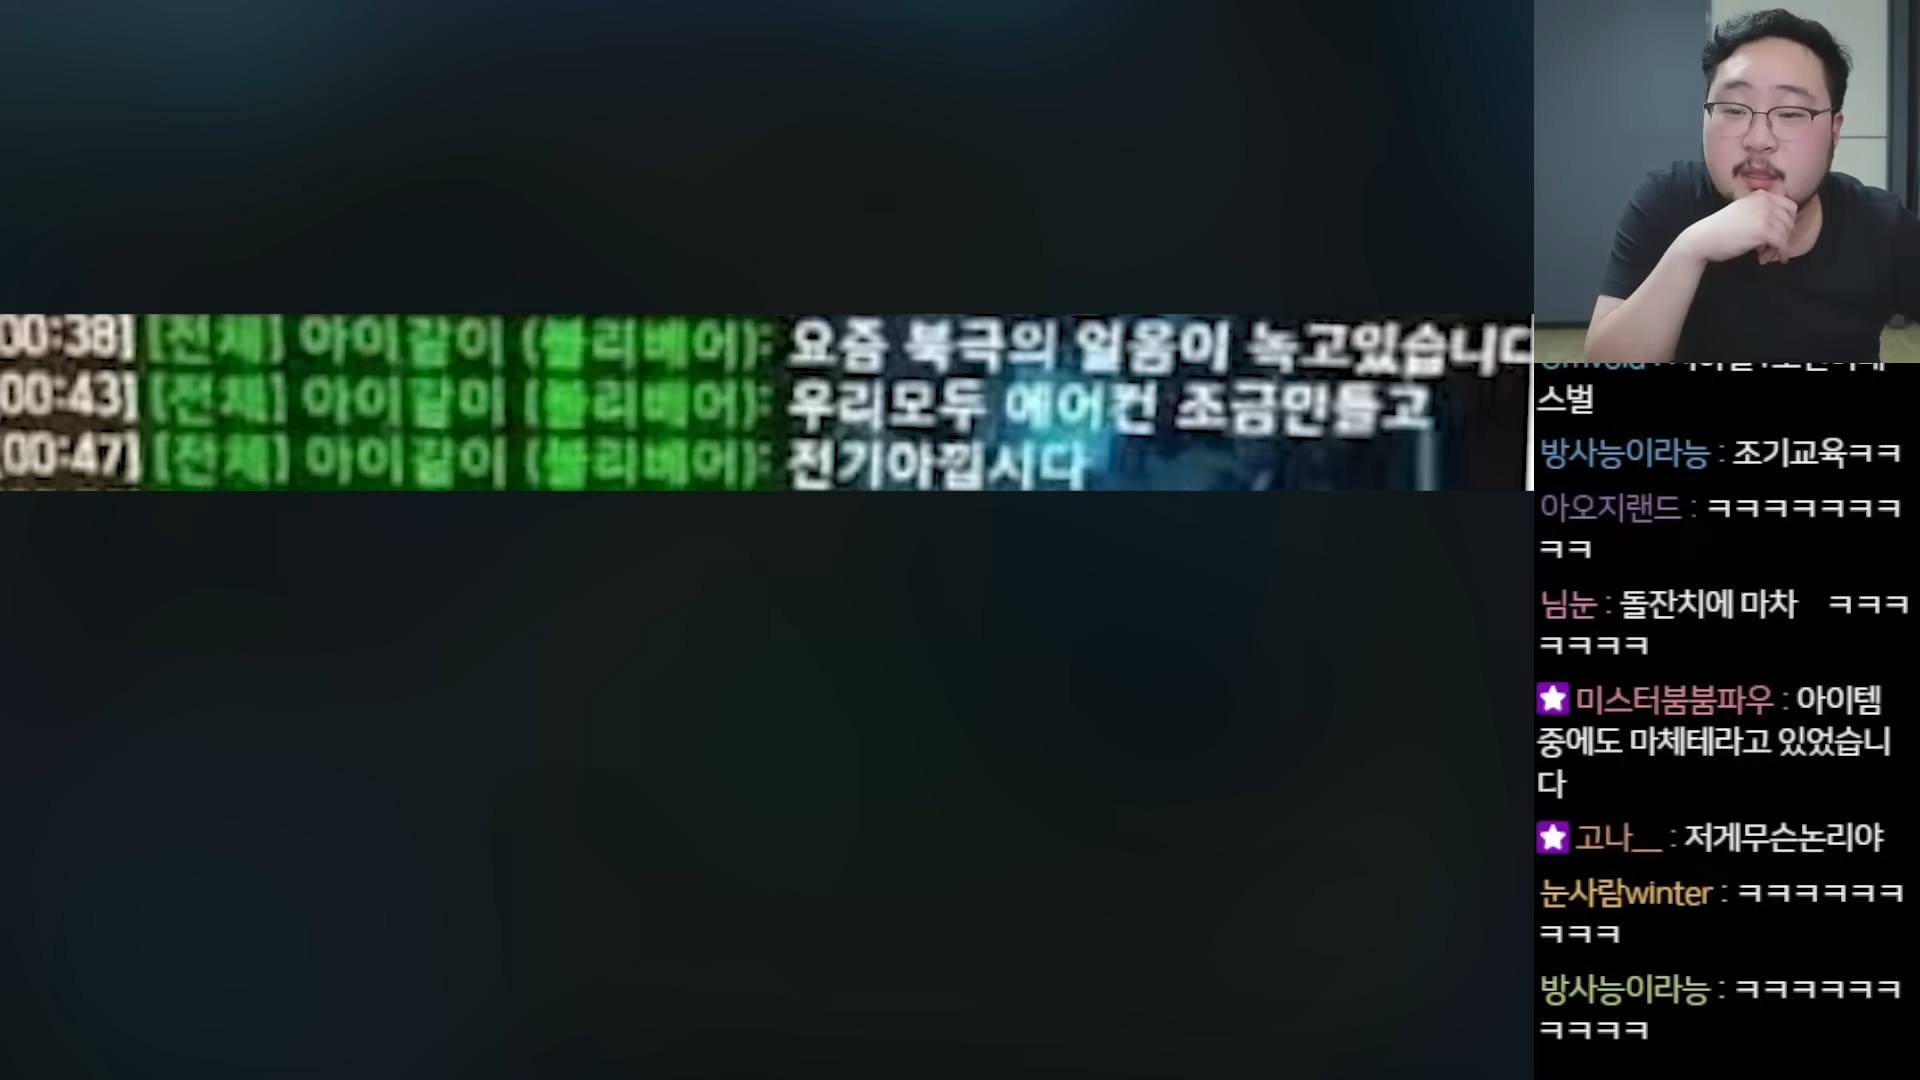 00:38] [전체] 아이같이 (볼리베어): 요즘 북극의 얼음이 녹고있습니다
00:43] [전체] 아이같이 (볼리베어): 우리모두 에어컨 조금만틀고
[00:47] [전체] 아이같이 (볼리베어): 전기아낍시다
스벌
방사능이라능 : 조기교육ㅋㅋ
아오지랜드 : ㅋㅋㅋㅋㅋㅋㅋ
ㅋㅋ
님눈 : 돌잔치에 마차 ㅋㅋㅋ
ㅋㅋㅋㅋ
미스터붐붐파우 : 아이템
중에도 마체테라고 있었습니
다
고나__ : 저게무슨논리야
눈사람winter : ㅋㅋㅋㅋㅋㅋ
ㅋㅋㅋ
방사능이라능 : ㅋㅋㅋㅋㅋㅋ
ㅋㅋㅋㅋ